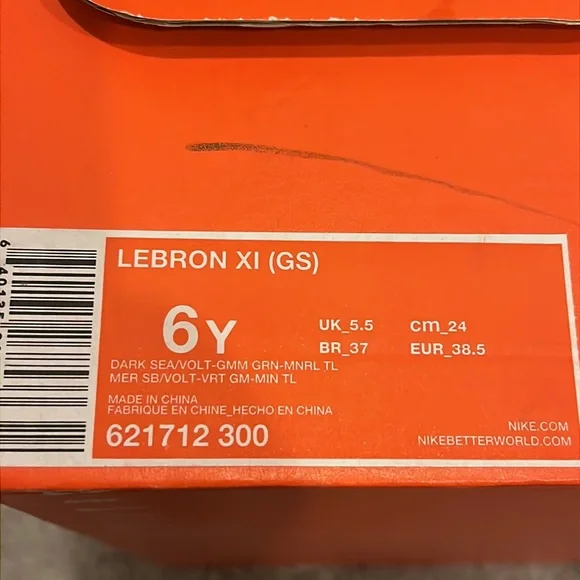 LEBRON XI (GS)
6Y
UK_5.5 cm_24
BR_37 EUR_38.5
DARK SEA/VOLT-GMM GRN-MNRL TL
MER SB/VOLT-VRT GM-MIN TL
MADE IN CHINA
FABRIQUE EN CHINE_HECHO EN CHINA
621712 300
NIKE.COM
NIKEBETTERWORLD.COM